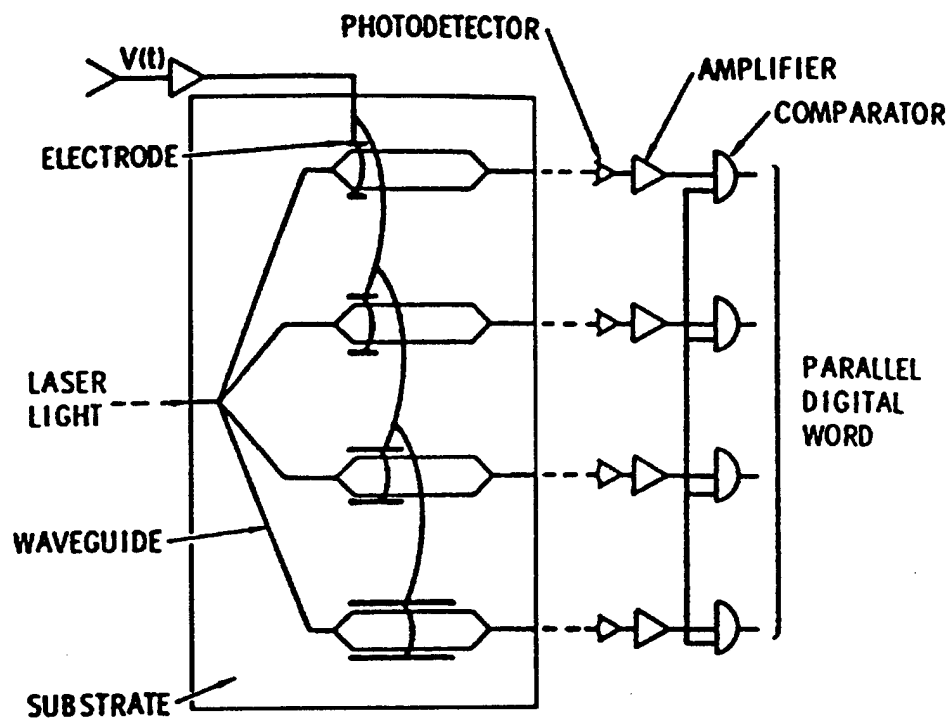 PHOTODETECTOR
V(t)
AMPLIFIER
COMPARATOR
ELECTRODE
LASER
LIGHT
PARALLEL
DIGITAL
WORD
WAVEGUIDE
SUBSTRATE